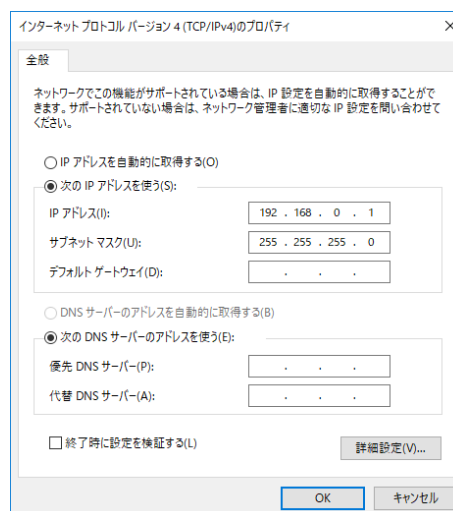 インターネット プロトコル バージョン 4 (TCP/IPv4)のプロパティ
全般
ネットワークでこの機能がサポートされている場合は、IP 設定を自動的に取得することがで
きます。サポートされていない場合は、ネットワーク管理者に適切な IP 設定を問い合わせて
ください。
IP アドレスを自動的に取得する(O)
次の IP アドレスを使う(S):
IP アドレス(I): 192 . 168 . 0 . 1
サブネット マスク(U): 255 . 255 . 255 . 0
デフォルト ゲートウェイ(D): . . .
DNS サーバーのアドレスを自動的に取得する(B)
次の DNS サーバーのアドレスを使う(E):
優先 DNS サーバー(P): . . .
代替 DNS サーバー(A): . . .
終了時に設定を検証する(L)
詳細設定(V)...
OK キャンセル